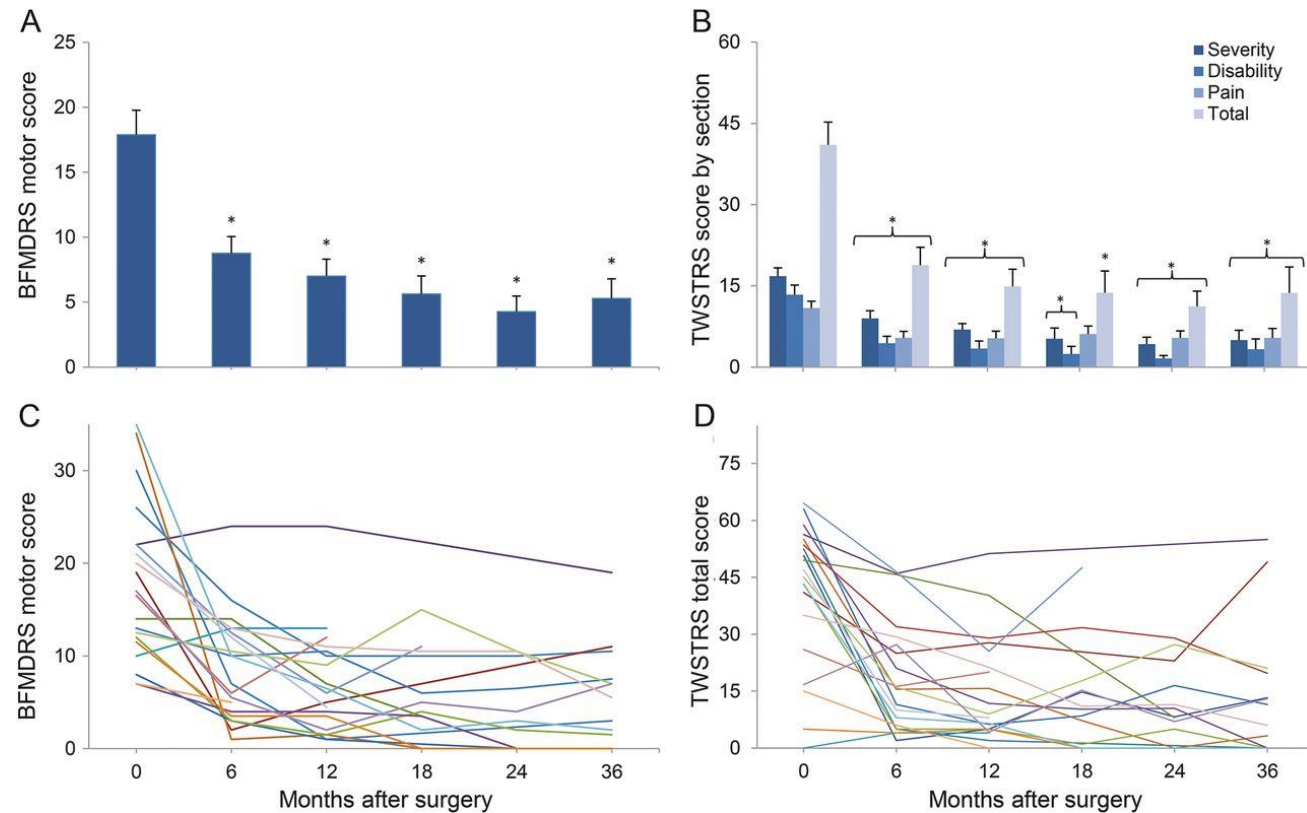 A
BFMDRS motor score
25
20
15
10
5
0
*
*
*
*
*
B
TWSTRS score by section
60
45
30
15
0
Severity
Disability
Pain
Total
*
*
*
*
*
*
C
BFMDRS motor score
30
20
10
0
0 6 12 18 24 36
Months after surgery
D
TWSTRS total score
75
60
45
30
15
0
0 6 12 18 24 36
Months after surgery